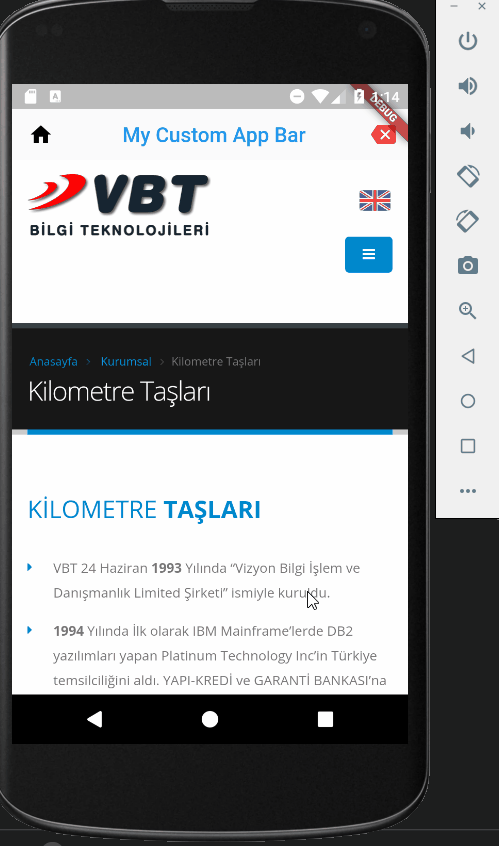 A
:14
DEBUG
My Custom App Bar
VBT
BİLGİ TEKNOLOJİLERİ
Anasayfa > Kurumsal > Kilometre Taşları
Kilometre Taşları
KİLOMETRE TAŞLARI
VBT 24 Haziran 1993 Yılında “Vizyon Bilgi İşlem ve
Danışmanlık Limited Şirketi” ismiyle kuruldu.
1994 Yılında İlk olarak IBM Mainframe’lerde DB2
yazılımları yapan Platinum Technology Inc’in Türkiye
temsilciliğini aldı. YAPI-KREDİ ve GARANTİ BANKASI’na